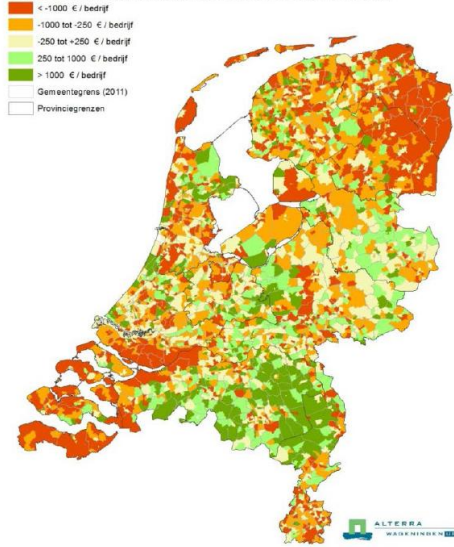 < -1000 € / bedrijf
-1000 tot -250 € / bedrijf
-250 tot +250 € / bedrijf
250 tot 1000 € / bedrijf
> 1000 € / bedrijf
Gemeentegrens (2011)
Provinciegrenzen
ALTERRA
WAGENINGEN UR